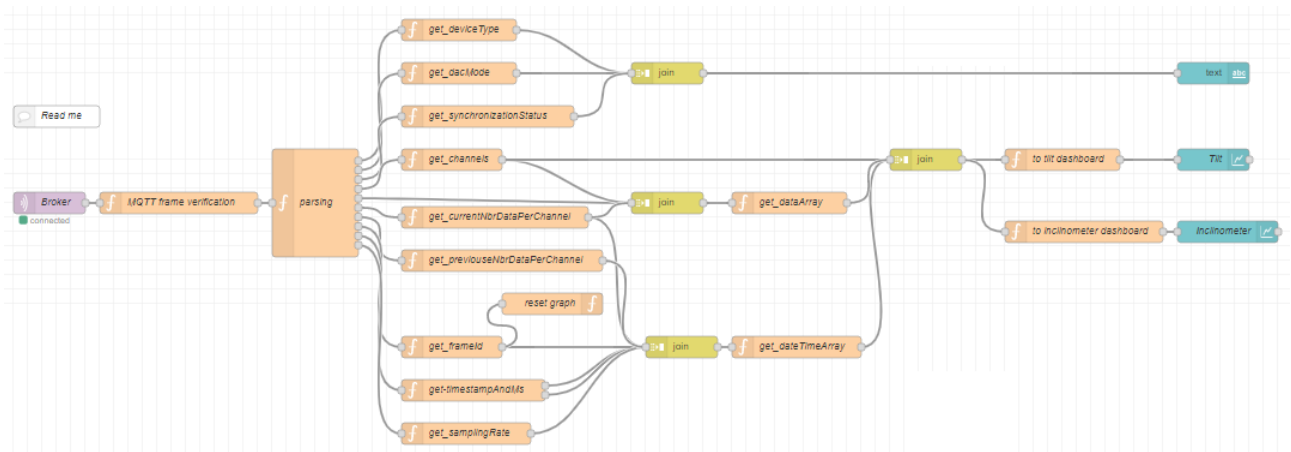 get_deviceType
get_dacMode
join
text
abc
get_synchronizationStatus
Read me
get_channels
join
to tilt dashboard
Tilt
Broker
MQTT frame verification
parsing
join
get_dataArray
connected
get_currentNbrDataPerChannel
to inclinometer dashboard
Inclinometer
get_previouseNbrDataPerChannel
reset graph
get_frameId
join
get_dateTimeArray
get-timestampAndMs
get_samplingRate